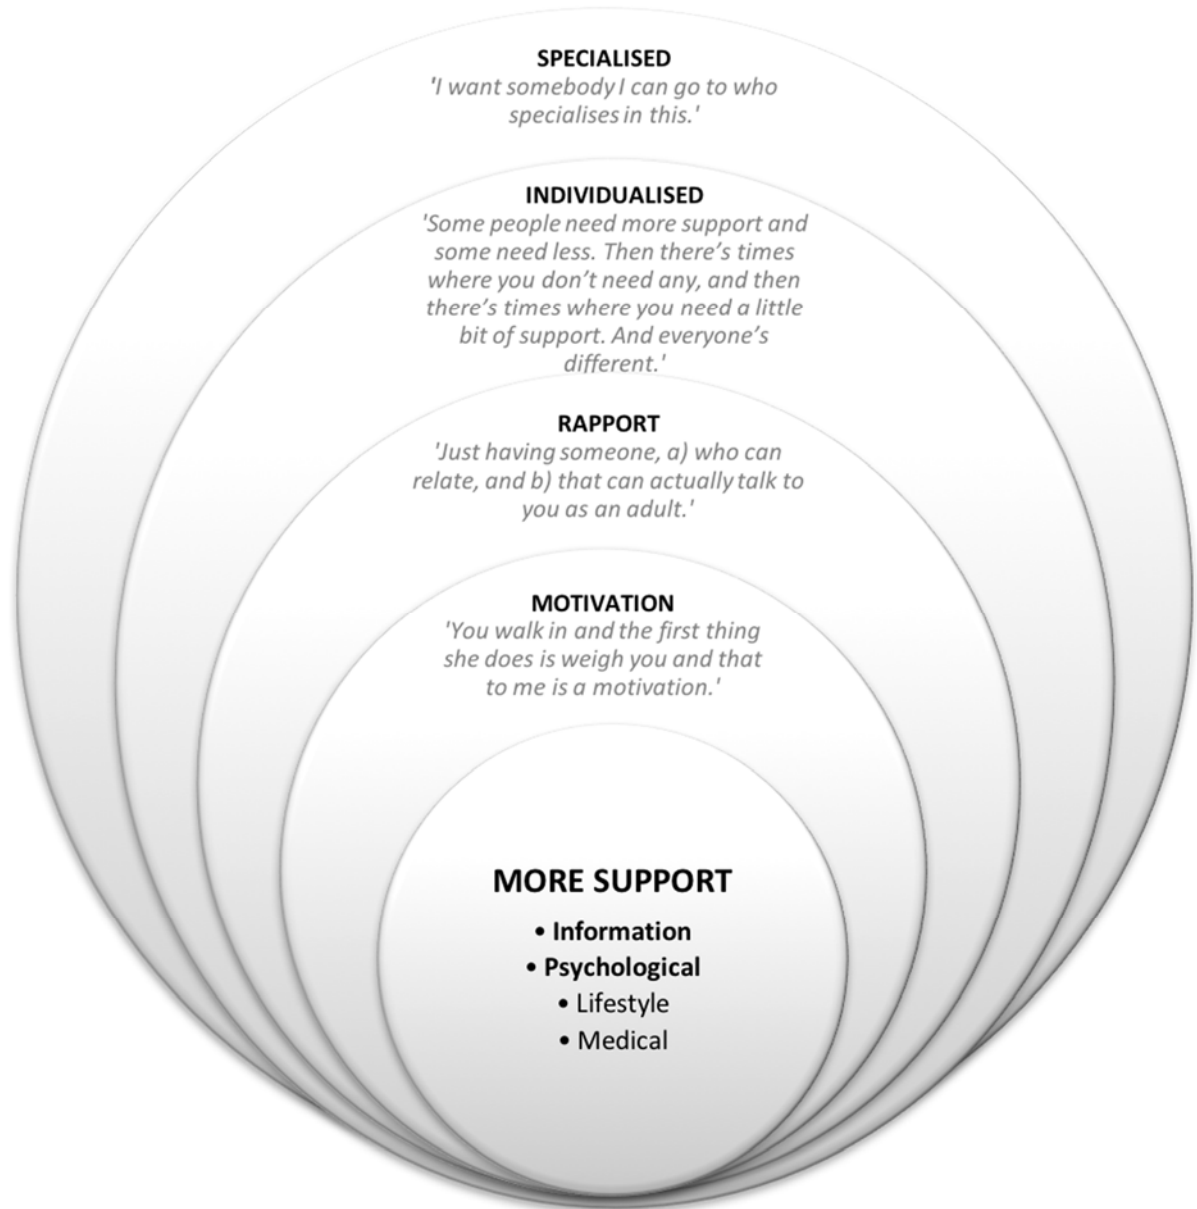 SPECIALISED
'I want somebody I can go to who
specialises in this.'
INDIVIDUALISED
'Some people need more support and
some need less. Then there’s times
where you don’t need any, and then
there’s times where you need a little
bit of support. And everyone’s
different.'
RAPPORT
'Just having someone, a) who can
relate, and b) that can actually talk to
you as an adult.'
MOTIVATION
'You walk in and the first thing
she does is weigh you and that
to me is a motivation.'
MORE SUPPORT
• Information
• Psychological
• Lifestyle
• Medical